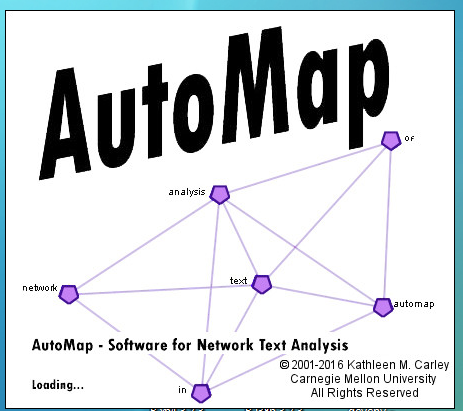 AutoMap
of
analysis
text
network
automap
AutoMap - Software for Network Text Analysis
© 2001-2016 Kathleen M. Carley
Carnegie Mellon University
Loading...
in
All Rights Reserved